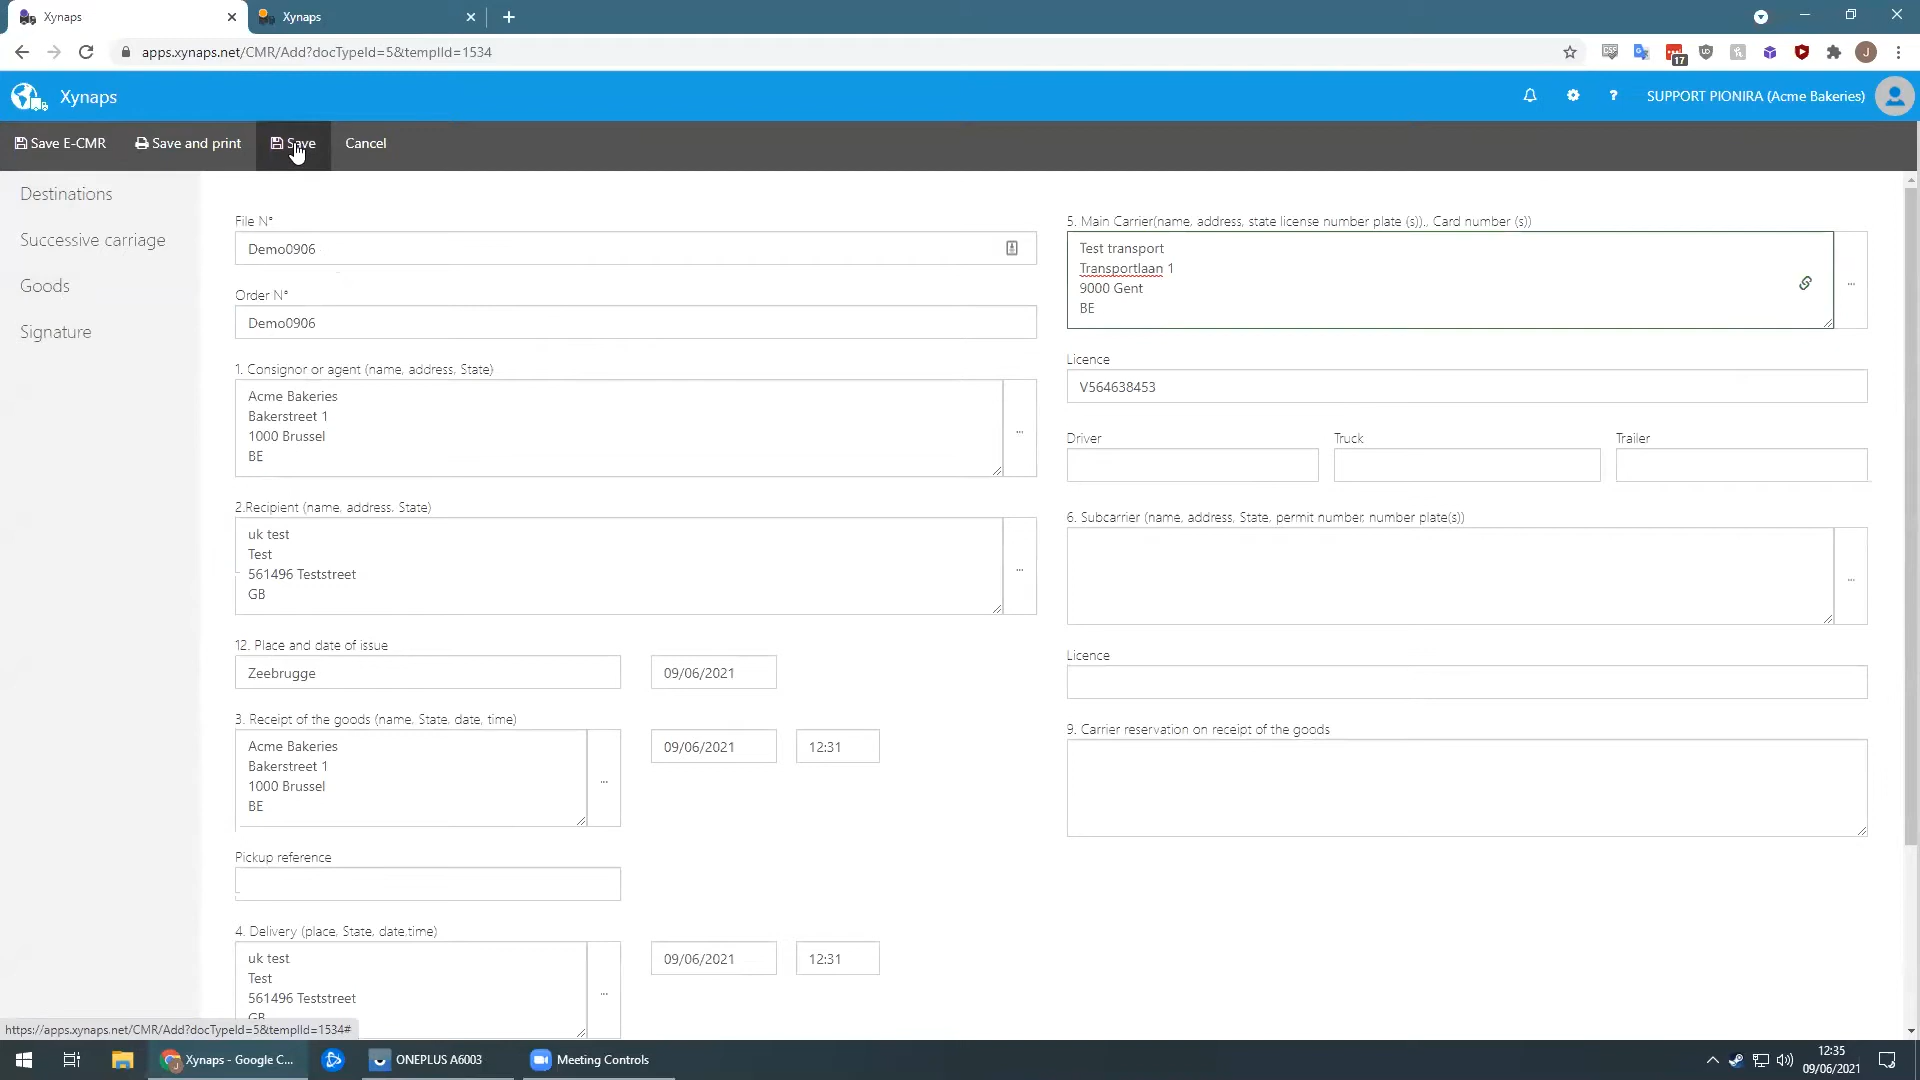 Xynaps
Xynaps
apps.xynaps.net/CMR/Add?docTypeId=5&templId=1534
17
J
Xynaps
SUPPORT PIONIRA (Acme Bakeries)
Save E-CMR
Save and print
Save
Cancel
Destinations
Successive carriage
Goods
Signature
File N°
Demo0906
Order N°
Demo0906
1. Consignor or agent (name, address, State)
Acme Bakeries
Bakerstreet 1
1000 Brussel
BE
...
2.Recipient (name, address, State)
uk test
Test
561496 Teststreet
GB
...
12. Place and date of issue
Zeebrugge
09/06/2021
3. Receipt of the goods (name, State, date, time)
Acme Bakeries
Bakerstreet 1
1000 Brussel
BE
...
09/06/2021
12:31
Pickup reference
4. Delivery (place, State, date,time)
uk test
Test
561496 Teststreet
GB
...
09/06/2021
12:31
5. Main Carrier(name, address, state license number plate (s))., Card number (s))
Test transport
Transportlaan 1
9000 Gent
BE
...
Licence
V564638453
Driver
Truck
Trailer
6. Subcarrier (name, address, State, permit number, number plate(s))
...
Licence
9. Carrier reservation on receipt of the goods
https://apps.xynaps.net/CMR/Add?docTypeId=5&templId=1534#
Xynaps - Google C...
ONEPLUS A6003
Meeting Controls
12:35
09/06/2021